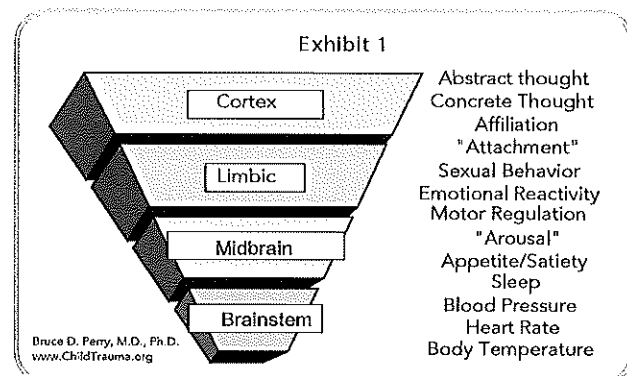 Exhibit 1
Cortex
Limbic
Midbrain
Brainstem
Abstract thought
Concrete Thought
Affiliation
"Attachment"
Sexual Behavior
Emotional Reactivity
Motor Regulation
"Arousal"
Appetite/Satiety
Sleep
Blood Pressure
Heart Rate
Body Temperature
Bruce D. Perry, M.D., Ph.D.
www.ChildTrauma.org